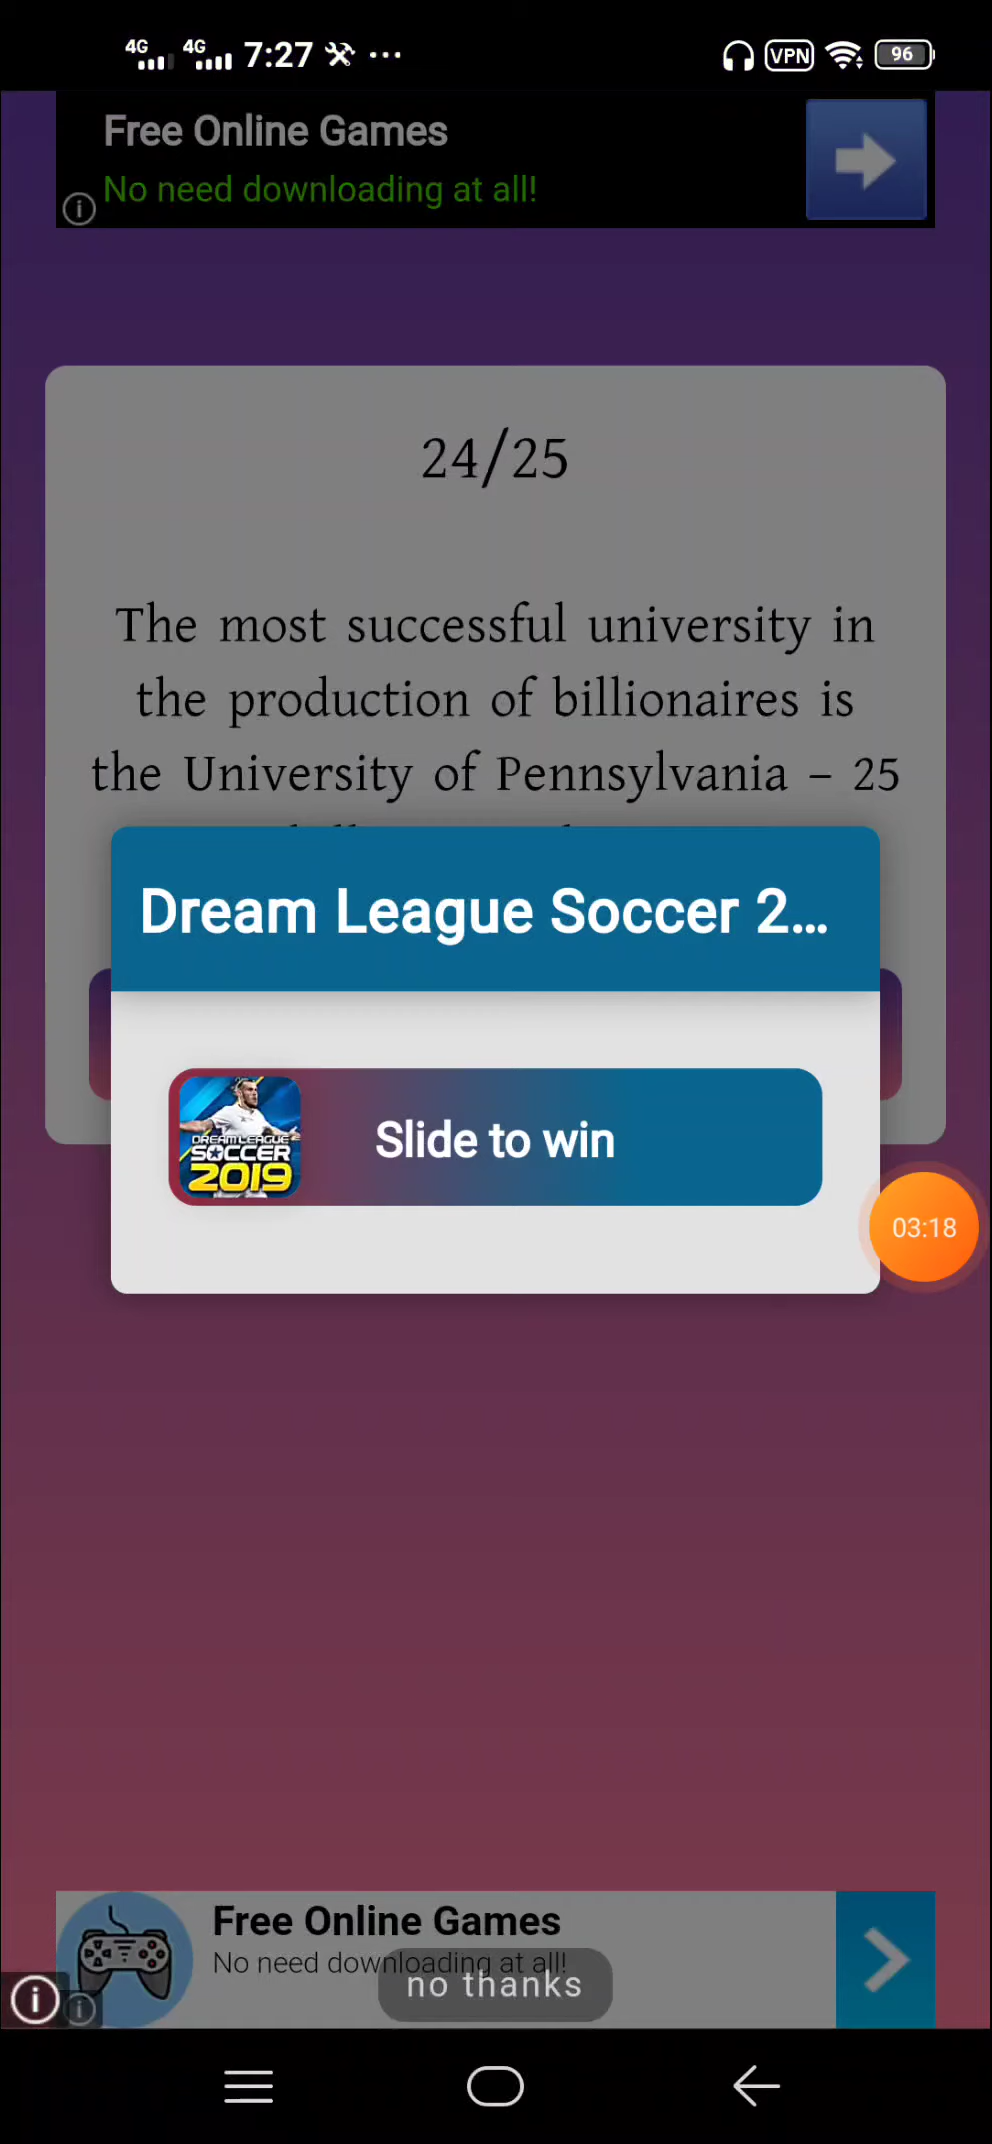 4G 4G 7:27 ... VPN 96
Free Online Games
No need downloading at all!
24/25
The most successful university in
the production of billionaires is
the University of Pennsylvania – 25
Dream League Soccer 2...
DREAM LEAGUE
SOCCER
2019
Slide to win
03:18
Free Online Games
No need downloading at all!
no thanks